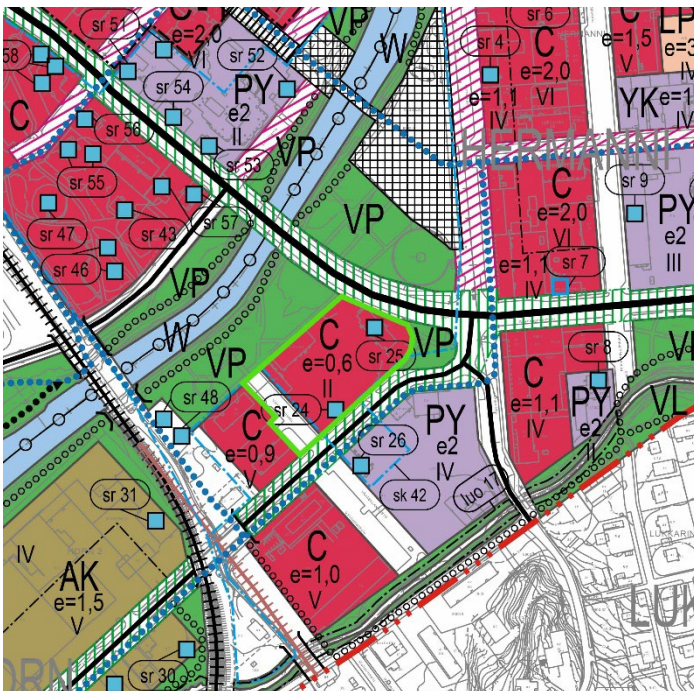 sr 51
C - 1
e=2,0
VI
sr 52
VP
W
sr 4
sr 6
C
e=2,0
VI
C
e=1,5
V
LP
58
sr 54
PY
e2
II
e=1,1
IV
YK
C
sr 56
sr 53
VP
HERMANNI
sr 55
sr 9
C
e=2,0
VI
PY
e2
III
sr 47
sr 43
sr 57
VP
sr 46
e=1,1
IV
sr 7
VP
W
VP
C
e=0,6
II
sr 25
VP
sr 8
sr 48
sr 24
C
e=0,9
V
PY
e2
IV
C
e=1,1
IV
PY
e2
II
VL
sr 26
sk 42
luo 17
sr 31
IV
AK
e=1,5
V
C
e=1,0
V
LUK
sr 30